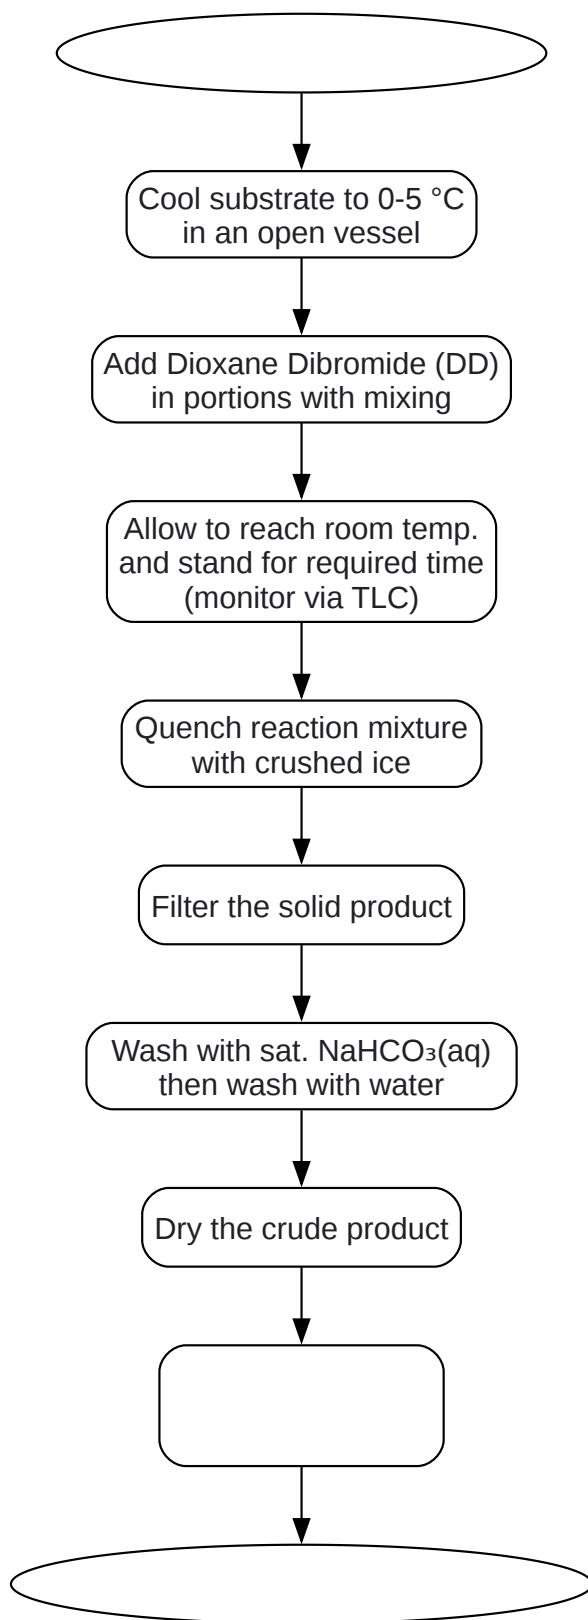 Cool substrate to 0-5 °C
in an open vessel
Add Dioxane Dibromide (DD)
in portions with mixing
Allow to reach room temp.
and stand for required time
(monitor via TLC)
Quench reaction mixture
with crushed ice
Filter the solid product
Wash with sat. NaHCO₃(aq)
then wash with water
Dry the crude product